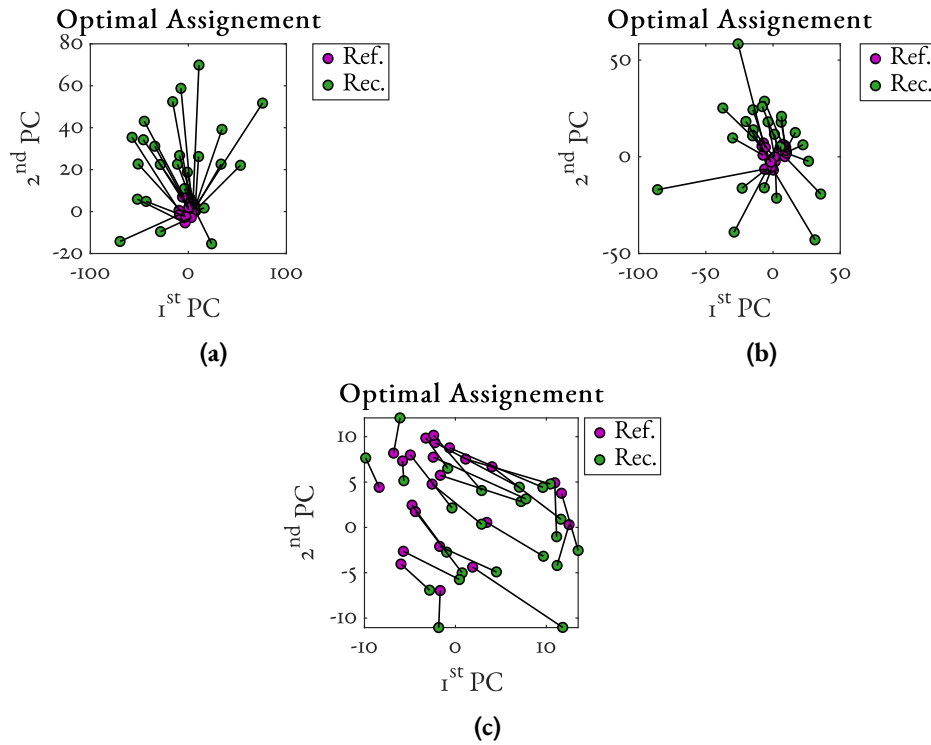 Optimal Assignement
80
60
40
20
0
-20
-100
0
100
2nd PC
1st PC
Ref.
Rec.
(a)
Optimal Assignement
50
0
-50
-100
-50
0
50
2nd PC
1st PC
Ref.
Rec.
(b)
Optimal Assignement
10
5
0
-5
-10
-10
0
10
2nd PC
1st PC
Ref.
Rec.
(c)